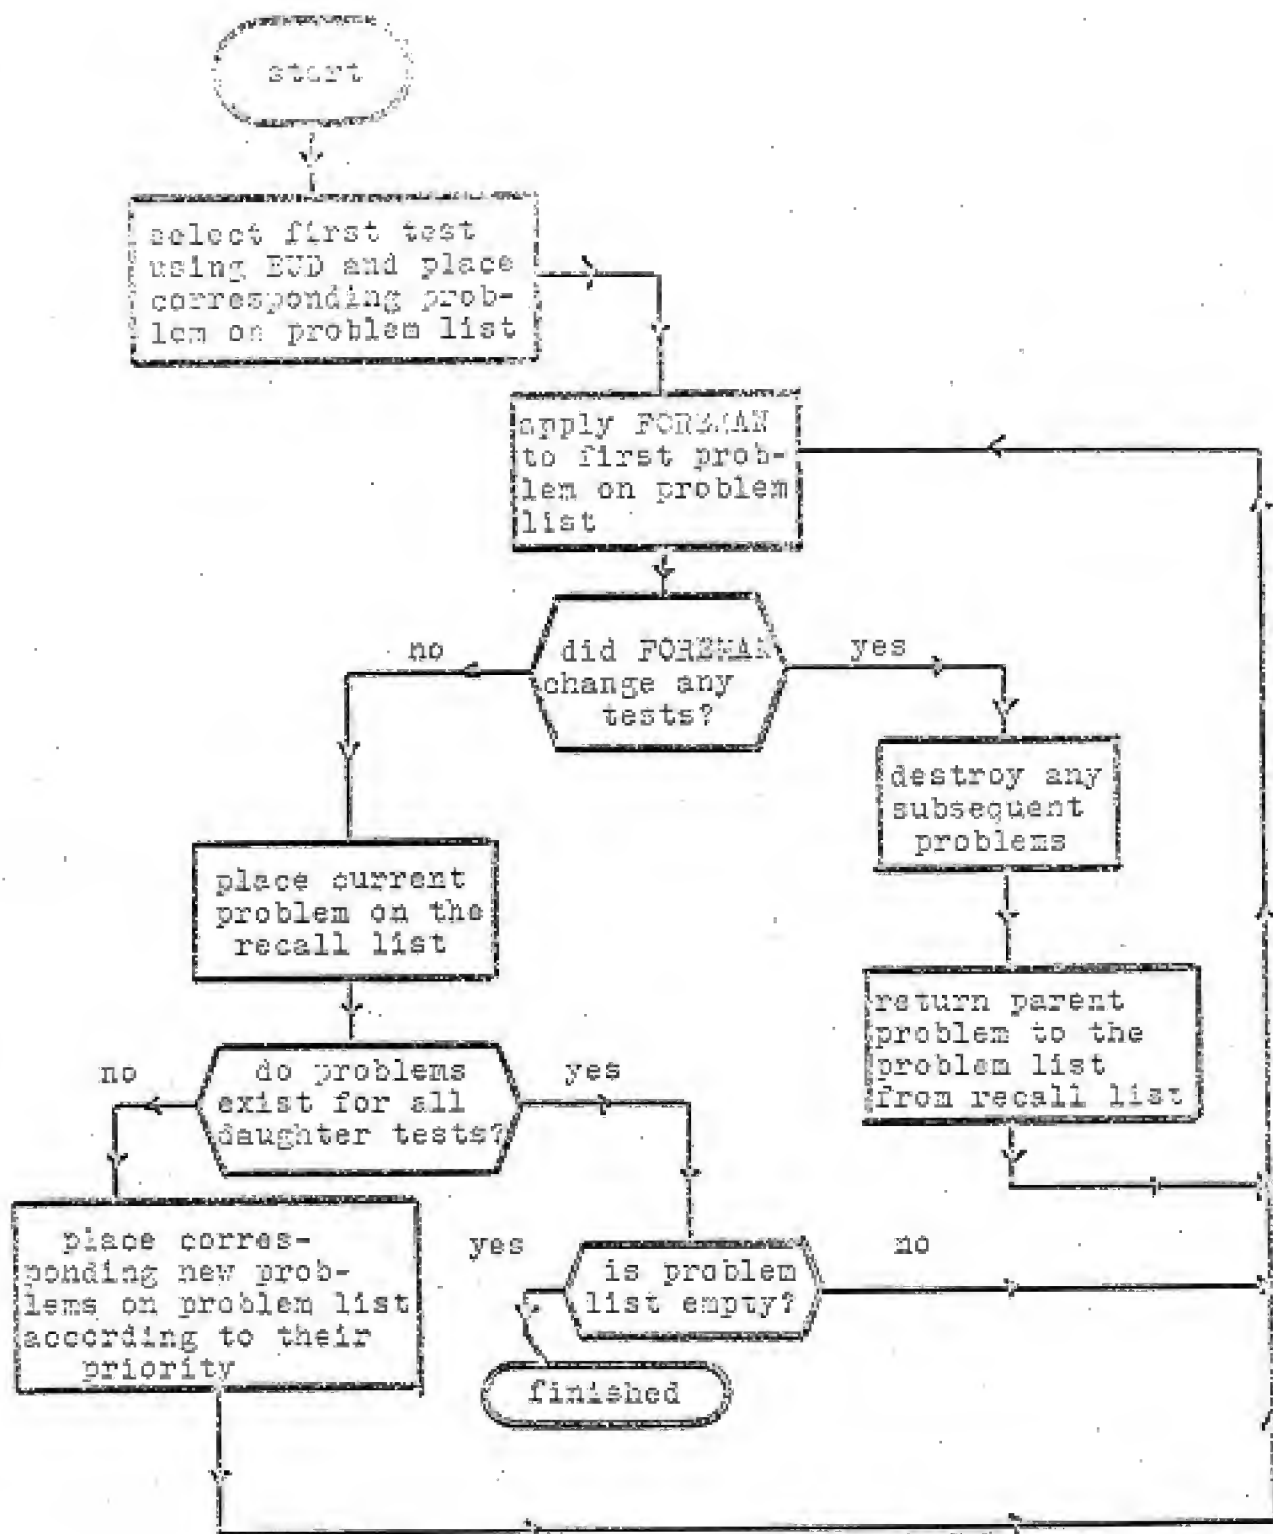 start
select first test
using EUD and place
corresponding prob-
lem on problem list
apply FOREMAN
to first prob-
lem on problem
list
did FOREMAN
change any
tests?
no
yes
destroy any
subsequent
problems
place current
problem on the
recall list
return parent
problem to the
problem list
from recall list
do problems
exist for all
daughter tests?
no
yes
place corres-
ponding new prob-
lems on problem list
according to their
priority
is problem
list empty?
yes
no
finished